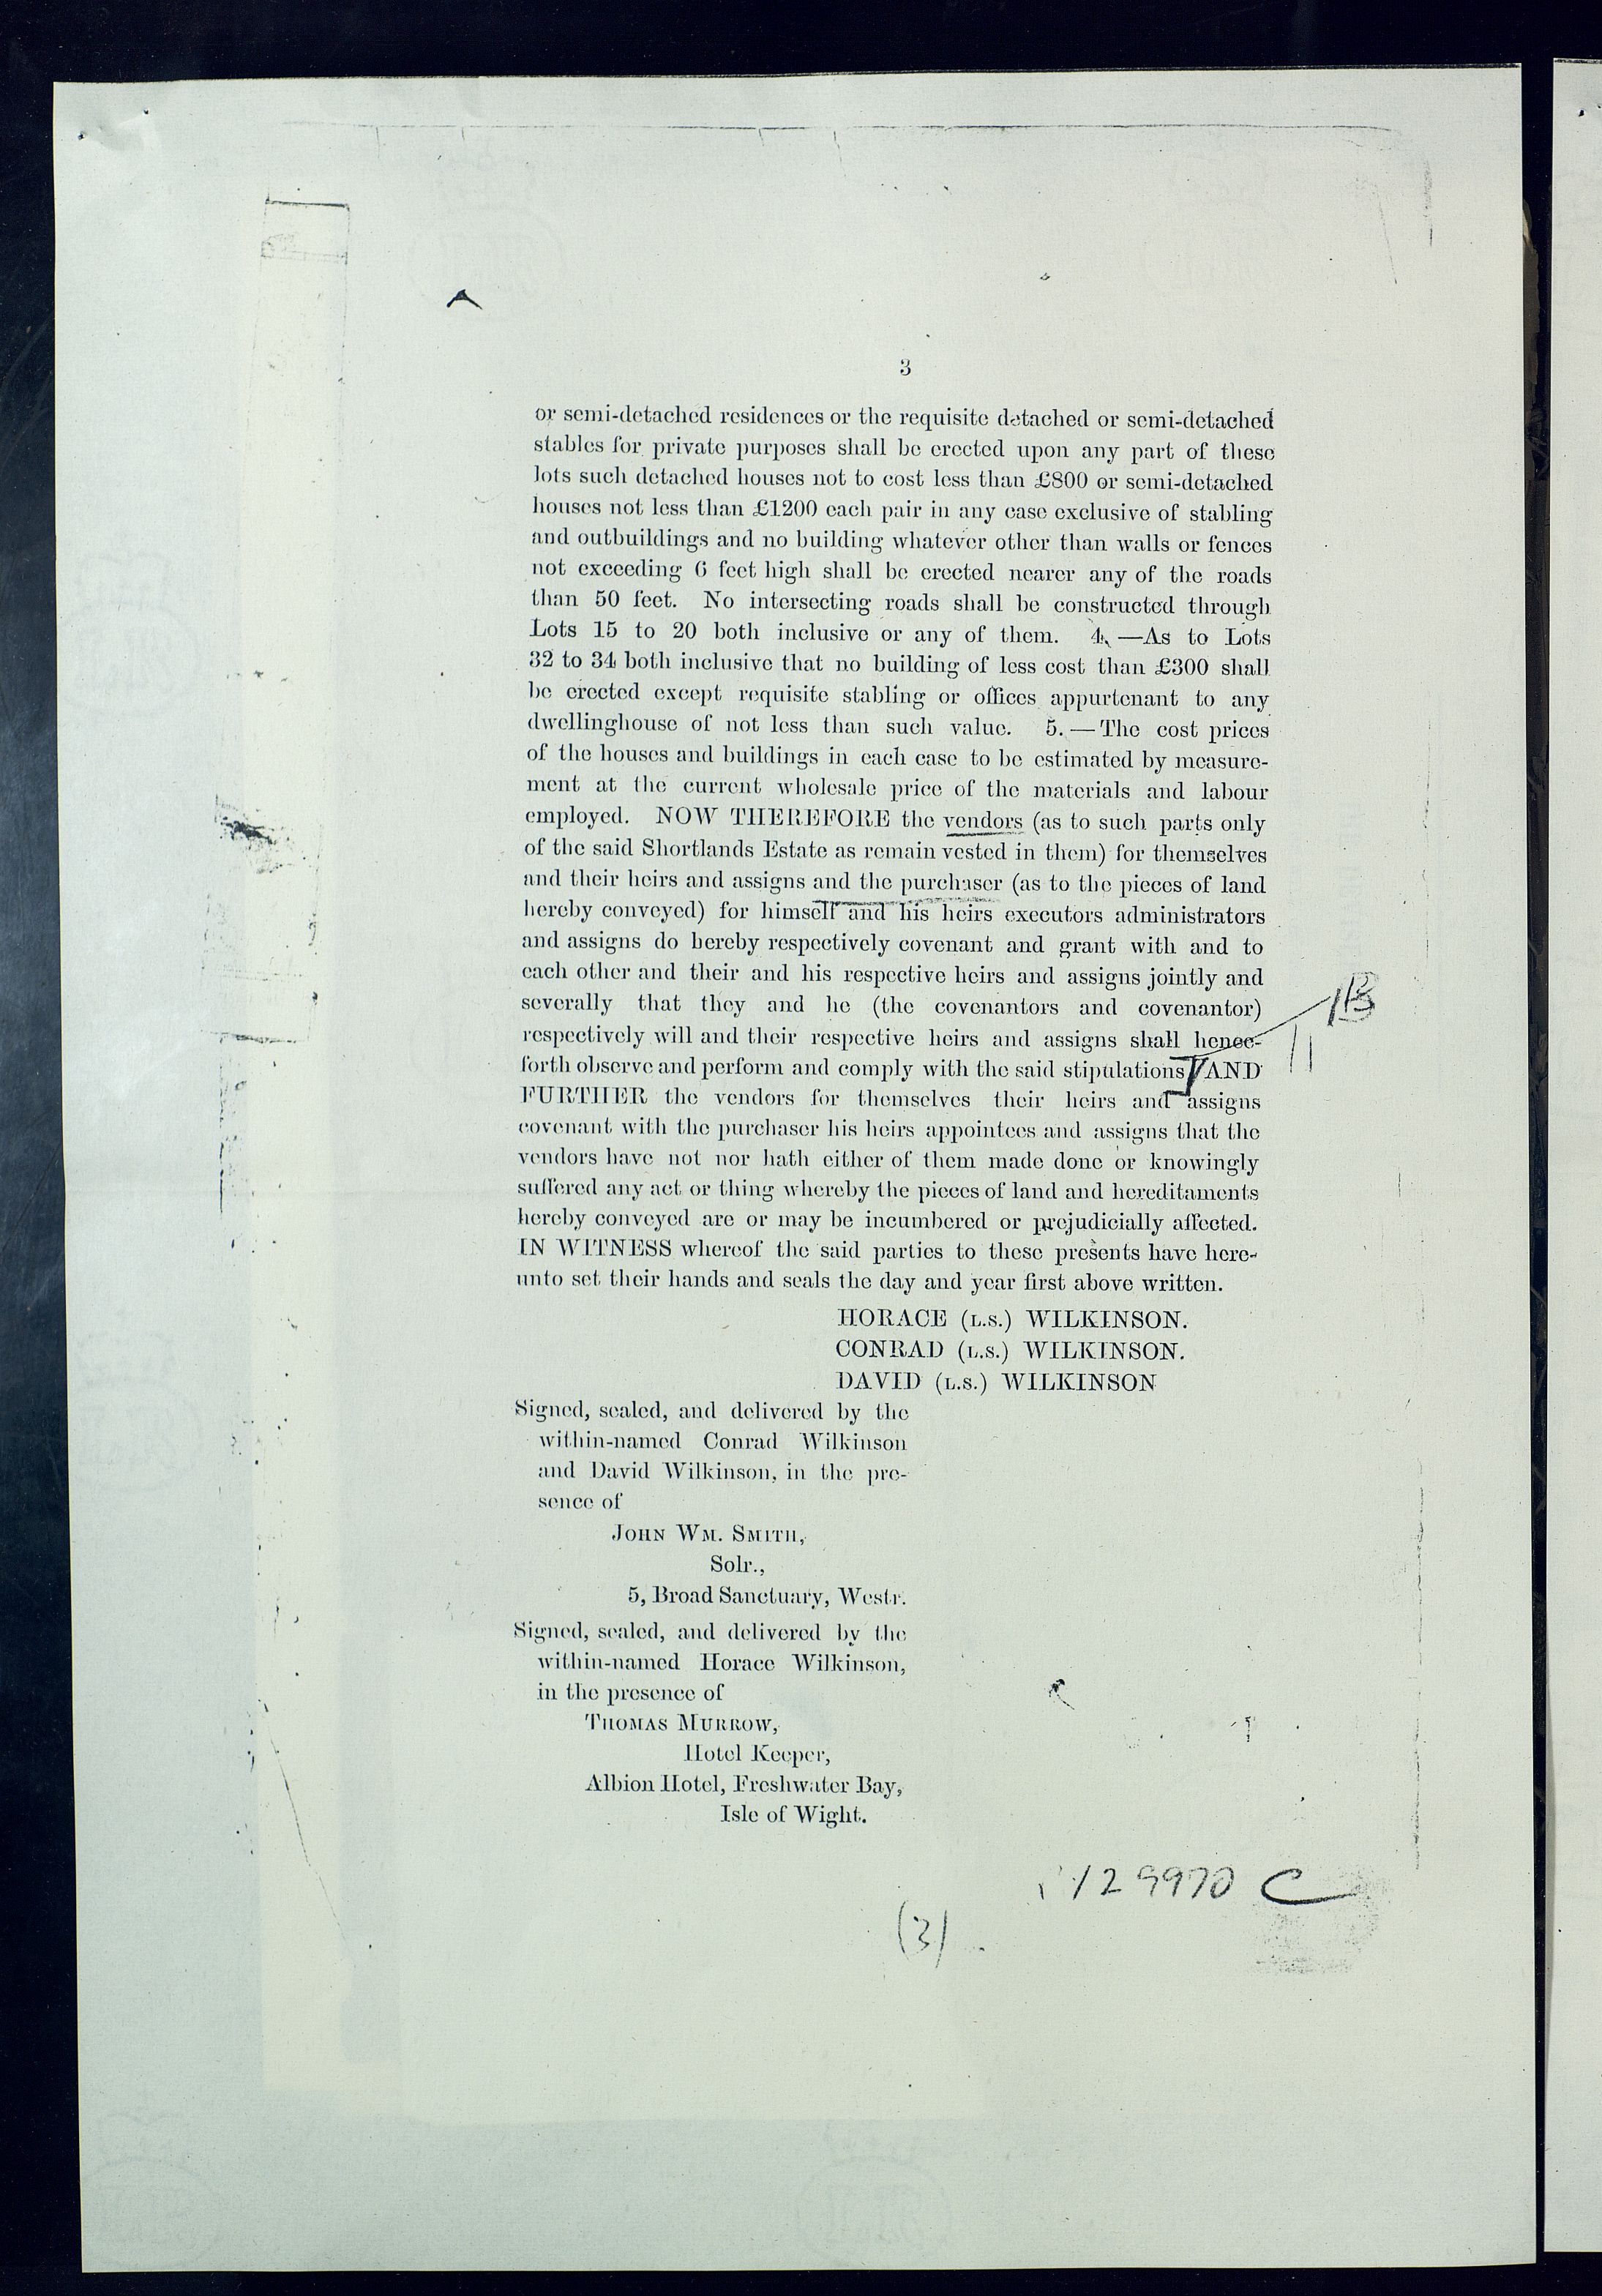 3
or semi-detached residences or the requisite detached or semi-detached
stables for private purposes shall be erected upon any part of these
lots such detached houses not to cost less than £800 or semi-detached
houses not less than £1200 each pair in any case exclusive of stabling
and outbuildings and no building whatever other than walls or fences
not exceeding 6 feet high shall be erected nearer any of the roads
than 50 feet. No intersecting roads shall be constructed through
Lots 15 to 20 both inclusive or any of them. 4. —As to Lots
32 to 34 both inclusive that no building of less cost than £300 shall
be erected except requisite stabling or offices appurtenant to any
dwellinghouse of not less than such value. 5. — The cost prices
of the houses and buildings in each case to be estimated by measure-
ment at the current wholesale price of the materials and labour
employed. NOW THEREFORE the vendors (as to such parts only
of the said Shortlands Estate as remain vested in them) for themselves
and their heirs and assigns and the purchaser (as to the pieces of land
hereby conveyed) for himself and his heirs executors administrators
and assigns do hereby respectively covenant and grant with and to
each other and their and his respective heirs and assigns jointly and
severally that they and he (the covenantors and covenantor)
respectively will and their respective heirs and assigns shall hence-
forth observe and perform and comply with the said stipulations AND
FURTHER the vendors for themselves their heirs and assigns
covenant with the purchaser his heirs appointees and assigns that the
vendors have not nor hath either of them made done or knowingly
suffered any act or thing whereby the pieces of land and hereditaments
hereby conveyed are or may be incumbered or prejudicially affected.
IN WITNESS whereof the said parties to these presents have here-
unto set their hands and seals the day and year first above written.
HORACE (L.S.) WILKINSON.
CONRAD (L.S.) WILKINSON.
DAVID (L.S.) WILKINSON
Signed, sealed, and delivered by the
within-named Conrad Wilkinson
and David Wilkinson, in the pre-
sence of
JOHN WM. SMITH,
Solr.,
5, Broad Sanctuary, Westr.
Signed, sealed, and delivered by the
within-named Horace Wilkinson,
in the presence of
THOMAS MURROW,
Hotel Keeper,
Albion Hotel, Freshwater Bay,
Isle of Wight.
129970 C
(3)